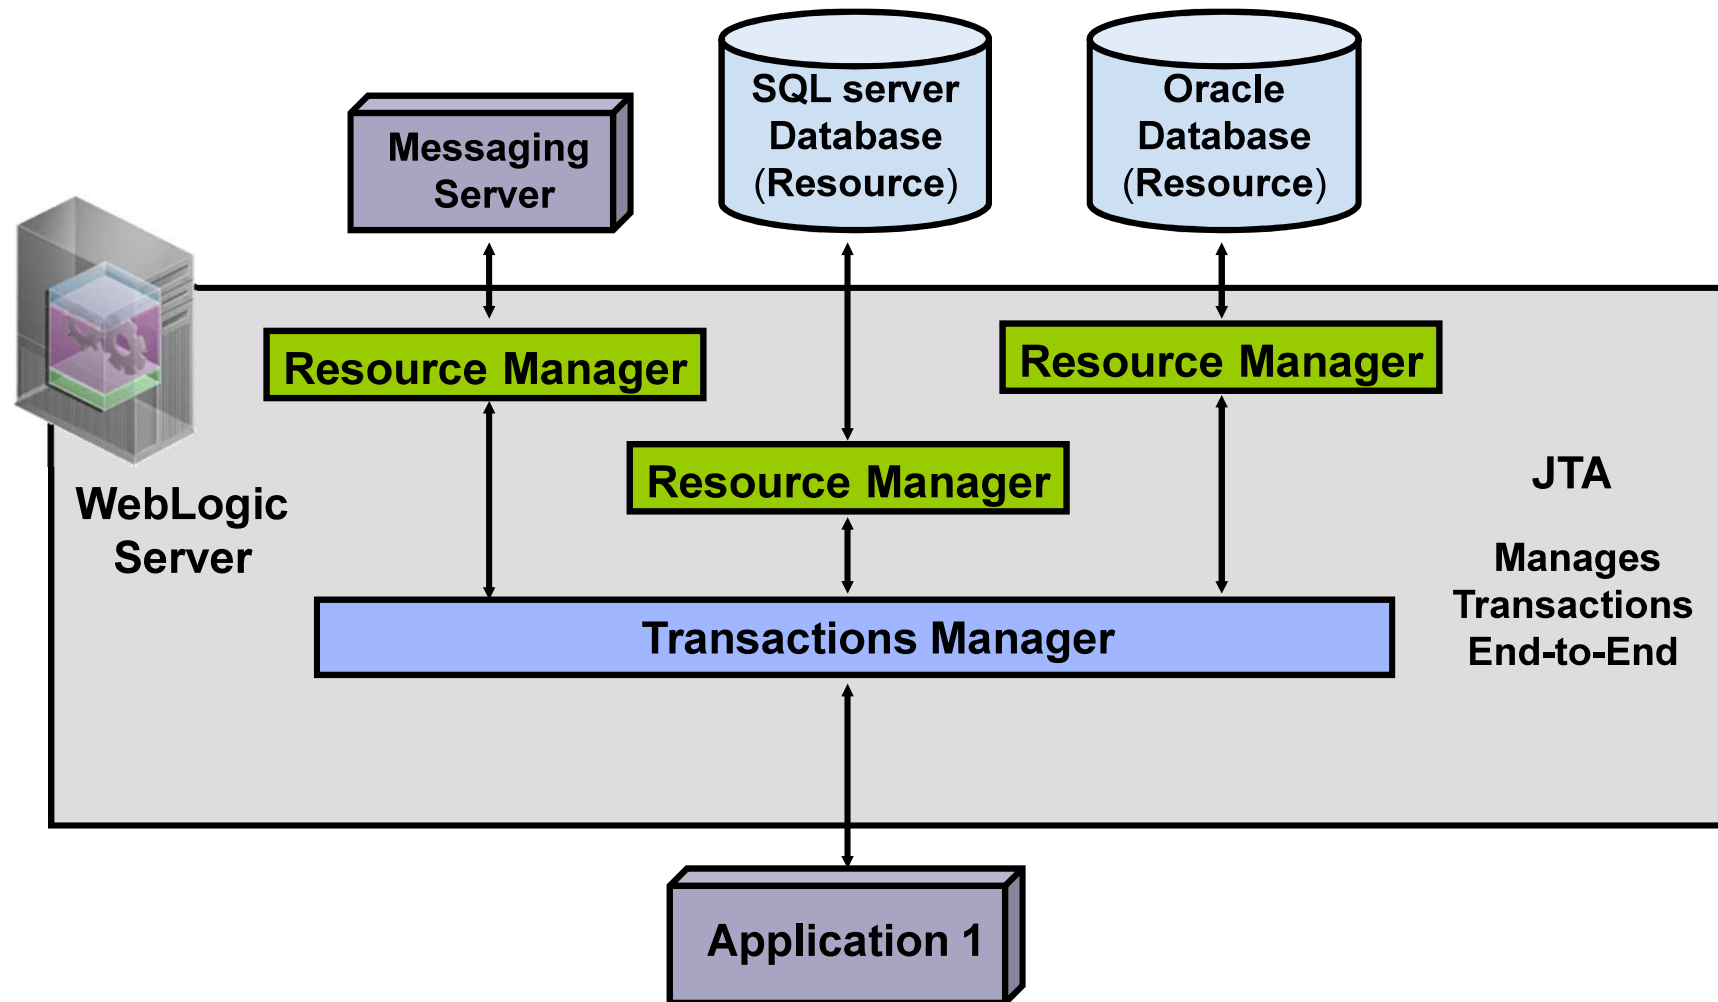 SQL server
Database
(Resource)
Oracle
Database
(Resource)
Messaging
Server
Resource Manager
Resource Manager
Resource Manager
WebLogic
Server
JTA
Manages
Transactions
End-to-End
Transactions Manager
Application 1